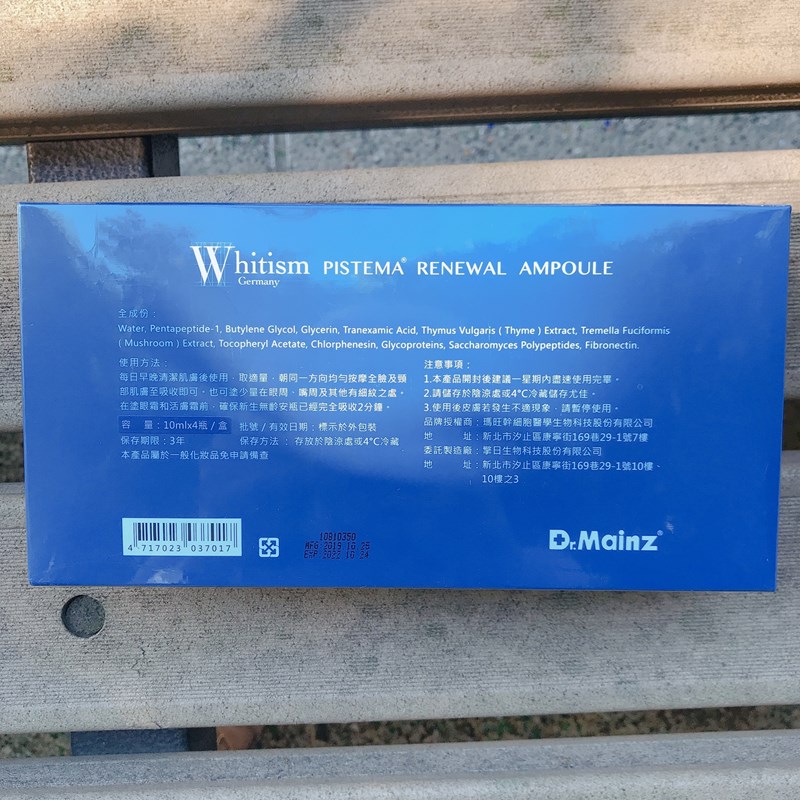 Whitism PISTEMA® RENEWAL AMPOULE
Germany
全成份：
Water, Pentapeptide-1, Butylene Glycol, Glycerin, Tranexamic Acid, Thymus Vulgaris ( Thyme ) Extract, Tremella Fuciformis
( Mushroom ) Extract, Tocopheryl Acetate, Chlorphenesin, Glycoproteins, Saccharomyces Polypeptides, Fibronectin.
使用方法：
每日早晚清潔肌膚後使用，取適量，朝同一方向均勻按摩全臉及頸
部肌膚至吸收即可。也可塗少量在眼周，嘴周及其他有細紋之處。
在塗眼霜和活膚霜前，確保新生無齡安瓶已經完全吸收2分鐘。
容　量：10mlx4瓶 / 盒　批號 / 有效日期：標示於外包裝
保存期限：3年　保存方法：存放於陰涼處或4°C冷藏
本產品屬於一般化妝品免申請備查
注意事項：
1.本產品開封後建議一星期內盡速使用完畢。
2.請儲存於陰涼處或4°C冷藏儲存尤佳。
3.使用後皮膚若發生不適現象，請暫停使用。
品牌授權商：瑪旺幹細胞醫學生物科技股份有限公司
地　　址：新北市汐止區康寧街169巷29-1號7樓
委託製造廠：擎日生物科技股份有限公司
地　　址：新北市汐止區康寧街169巷29-1號10樓、
10樓之3
4 717023 037017
10810350
MFG 2019 10 25
EXP 2022 10 24
Dr.Mainz®